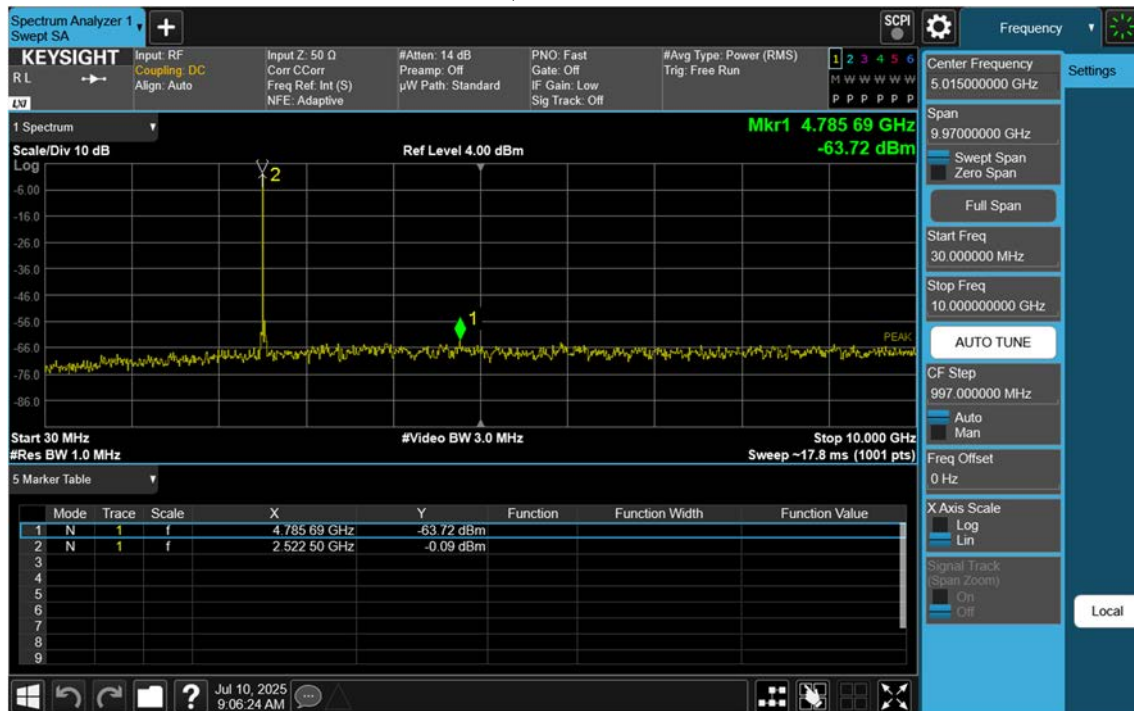 Spectrum Analyzer 1
Swept SA
+
SCPI
Frequency
KEYSIGHT
RL
LXI
Input: RF
Coupling: DC
Align: Auto
Input Z: 50 Ω
Corr CCorr
Freq Ref: Int (S)
NFE: Adaptive
#Atten: 14 dB
Preamp: Off
µW Path: Standard
PNO: Fast
Gate: Off
IF Gain: Low
Sig Track: Off
#Avg Type: Power (RMS)
Trig: Free Run
1 2 3 4 5 6
M W W W W W
P P P P P P
1 Spectrum
Scale/Div 10 dB
Ref Level 4.00 dBm
Mkr1 4.785 69 GHz
-63.72 dBm
Log
2
-6.00
-16.0
-26.0
-36.0
-46.0
-56.0
1
PEAK
-66.0
-76.0
-86.0
Start 30 MHz
#Video BW 3.0 MHz
Stop 10.000 GHz
#Res BW 1.0 MHz
Sweep ~17.8 ms (1001 pts)
5 Marker Table
Mode Trace Scale X Y Function Function Width Function Value
1 N 1 f 4.785 69 GHz -63.72 dBm
2 N 1 f 2.522 50 GHz -0.09 dBm
3
4
5
6
7
8
9
?
Jul 10, 2025
9:06:24 AM
Center Frequency
5.015000000 GHz
Span
9.97000000 GHz
Swept Span
Zero Span
Full Span
Start Freq
30.000000 MHz
Stop Freq
10.000000000 GHz
AUTO TUNE
CF Step
997.000000 MHz
Auto
Man
Freq Offset
0 Hz
X Axis Scale
Log
Lin
Signal Track
(Span Zoom)
On
Off
Settings
Local